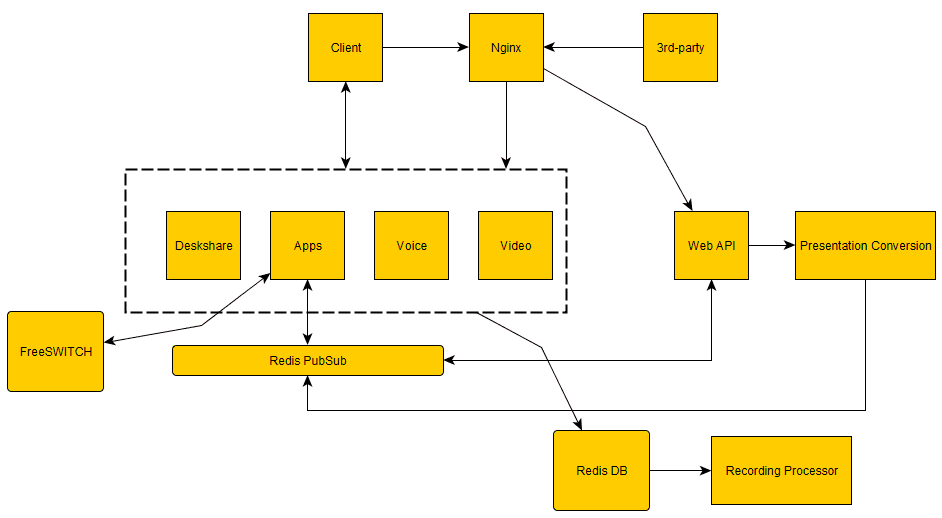 Client
Nginx
3rd-party
Deskshare
Apps
Voice
Video
Web API
Presentation Conversion
FreeSWITCH
Redis PubSub
Redis DB
Recording Processor